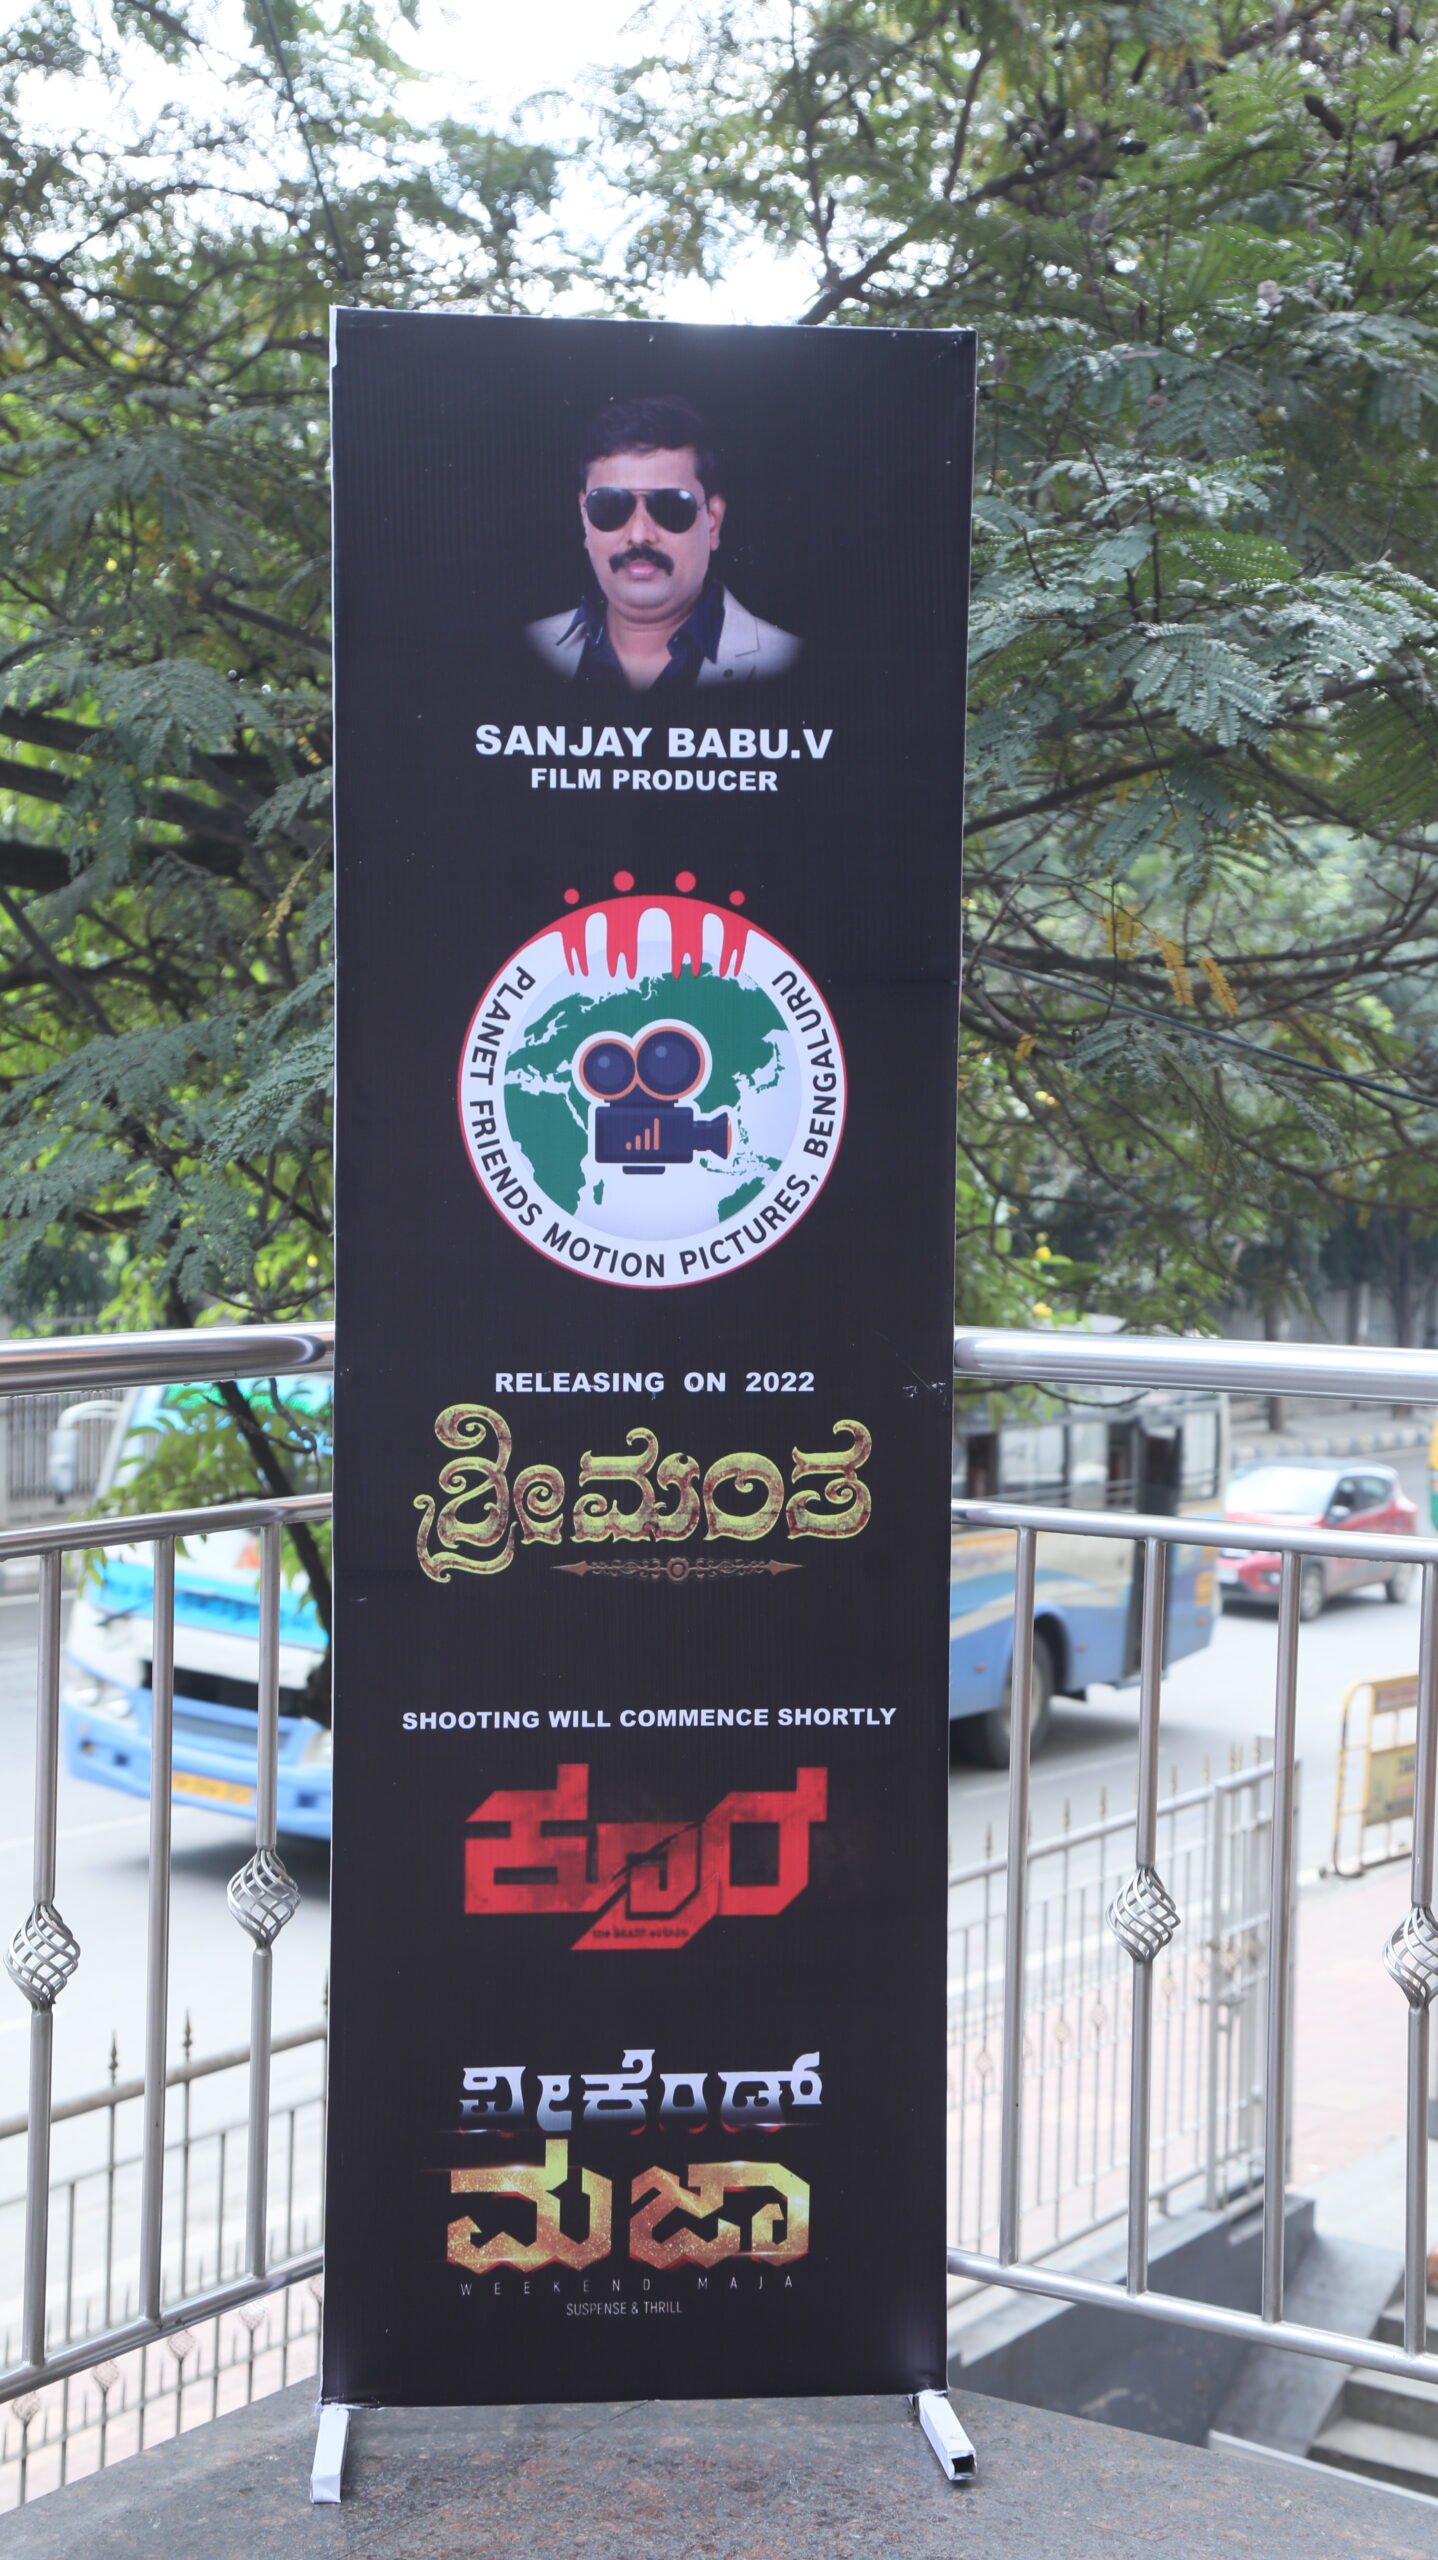 SANJAY BABU.V
FILM PRODUCER
PLANET FRIENDS MOTION PICTURES, BENGALURU
RELEASING ON 2022
ಶ್ರೀಮಂತ
SHOOTING WILL COMMENCE SHORTLY
ಕ್ರೂರ
ವೀಕೆಂಡ್
ಮಜಾ
WEEKEND MAJA
SUSPENSE & THRILL